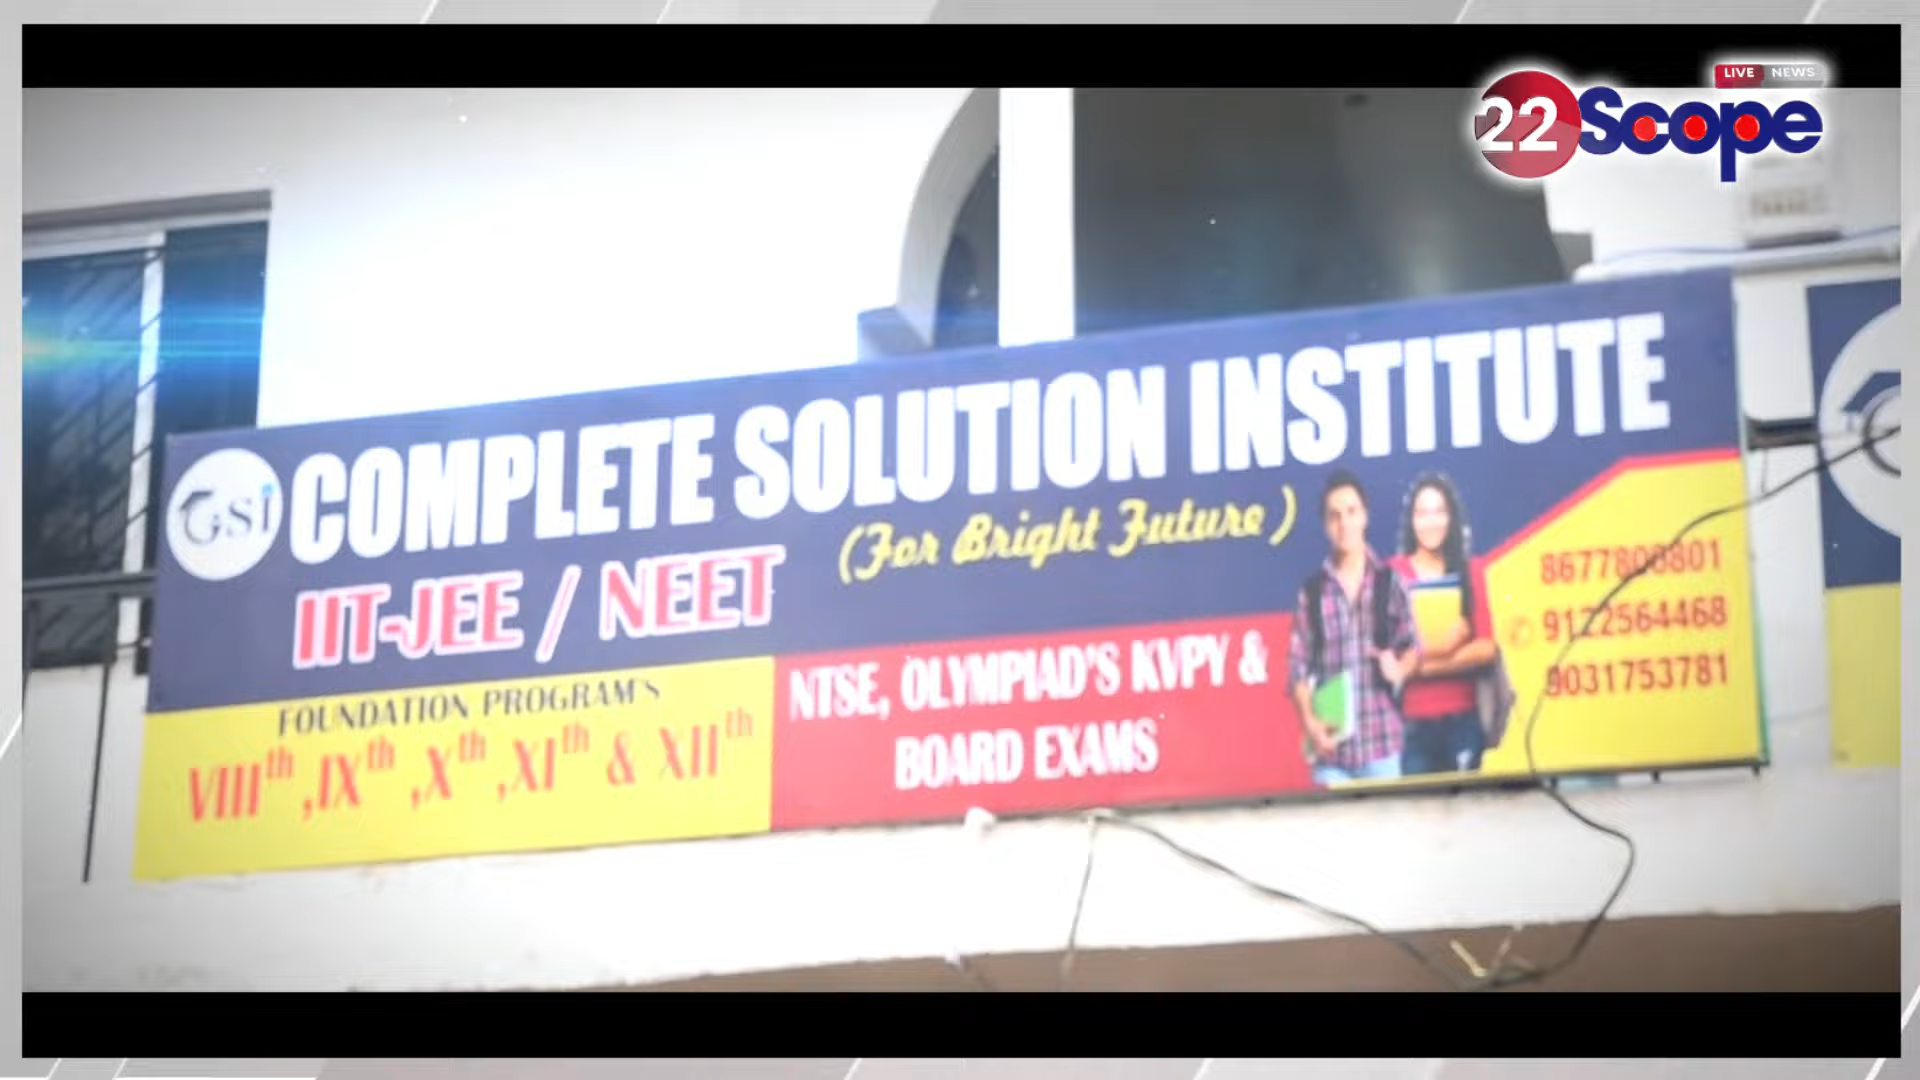 LIVE NEWS
22Scope
CSi COMPLETE SOLUTION INSTITUTE
(For Bright Future)
IIT-JEE / NEET
FOUNDATION PROGRAM'S
VIIIth ,IXth ,Xth ,XIth & XIIth
NTSE, OLYMPIAD'S KVPY &
BOARD EXAMS
8677800801
9122564468
9031753781